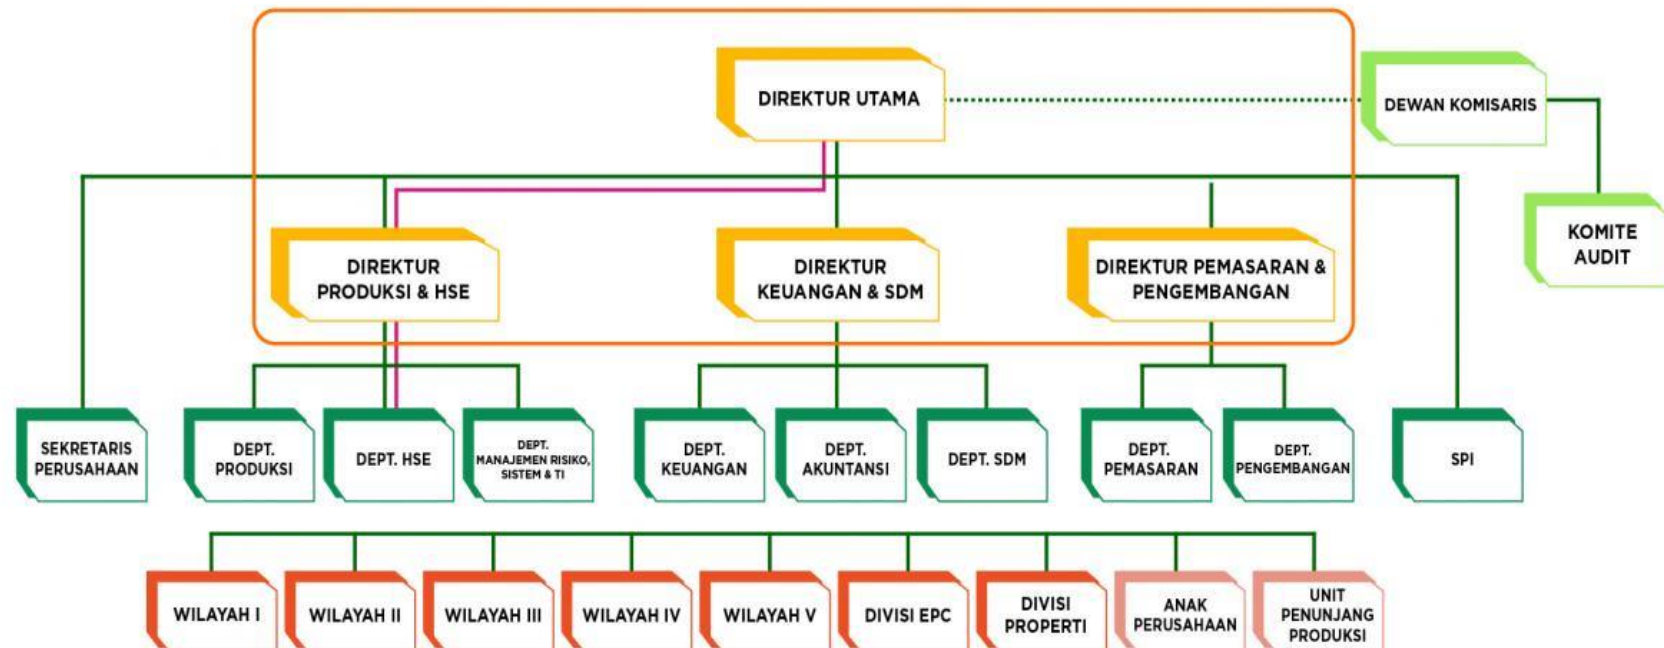 DIREKTUR UTAMA
DEWAN KOMISARIS
KOMITE
AUDIT
DIREKTUR
PRODUKSI & HSE
DIREKTUR
KEUANGAN & SDM
DIREKTUR PEMASARAN &
PENGEMBANGAN
SEKRETARIS
PERUSAHAAN
DEPT.
PRODUKSI
DEPT. HSE
DEPT.
MANAJEMEN RISIKO,
SISTEM & TI
DEPT.
KEUANGAN
DEPT.
AKUNTANSI
DEPT. SDM
DEPT.
PEMASARAN
DEPT.
PENGEMBANGAN
SPI
WILAYAH I
WILAYAH II
WILAYAH III
WILAYAH IV
WILAYAH V
DIVISI EPC
DIVISI
PROPERTI
ANAK
PERUSAHAAN
UNIT
PENUNJANG
PRODUKSI